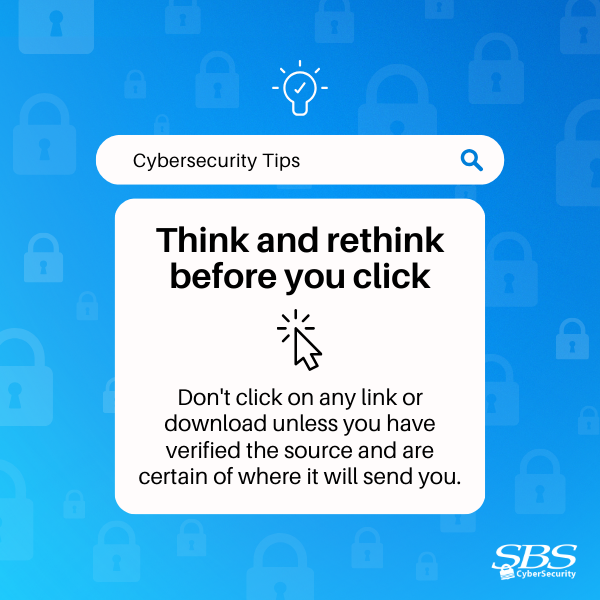 Cybersecurity Tips
Think and rethink
before you click
Don't click on any link or
download unless you have
verified the source and are
certain of where it will send you.
SBS
CyberSecurity